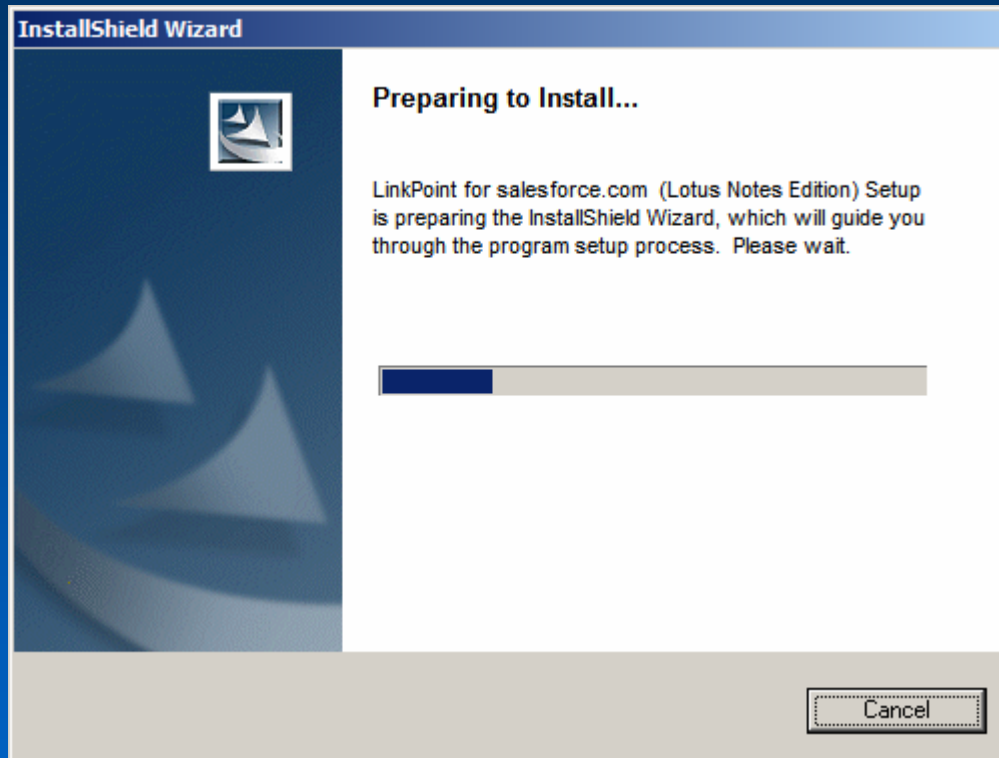 InstallShield Wizard
Preparing to Install...
LinkPoint for salesforce.com (Lotus Notes Edition) Setup
is preparing the InstallShield Wizard, which will guide you
through the program setup process. Please wait.
Cancel